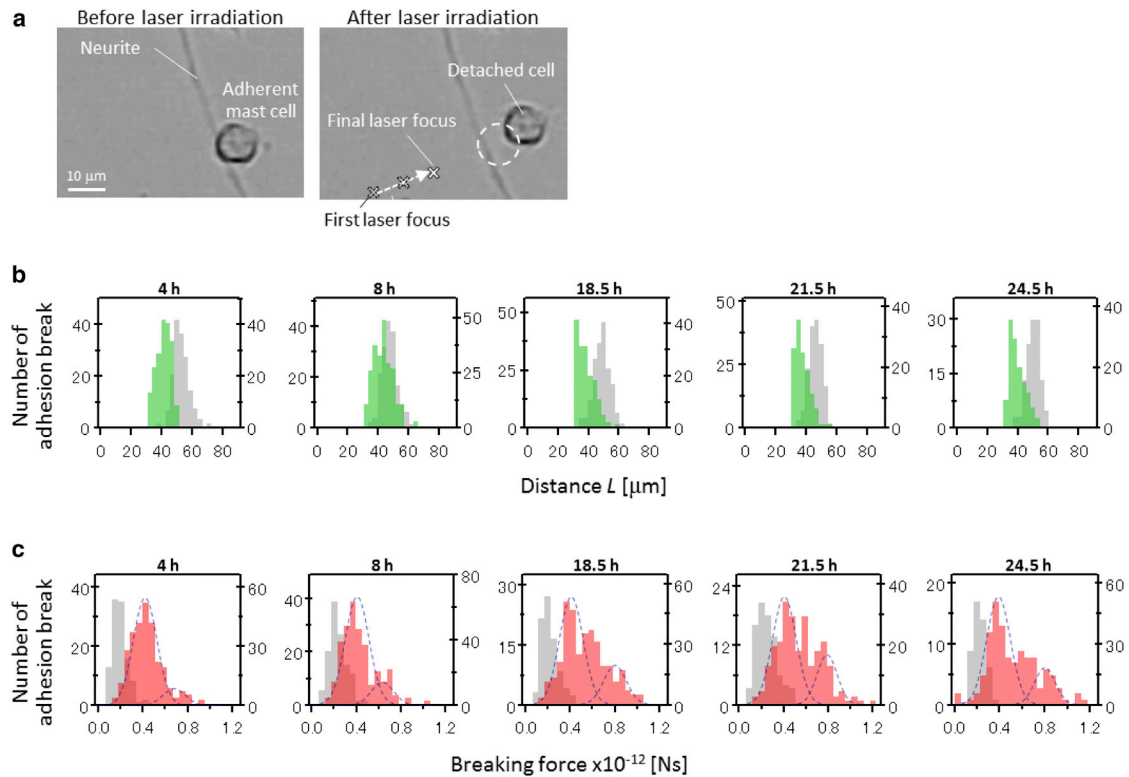 a
Before laser irradiation
After laser irradiation
Neurite
Adherent
mast cell
10 μm
Detached cell
Final laser focus
First laser focus
b
4 h
8 h
18.5 h
21.5 h
24.5 h
Number of
adhesion break
40
20
0
40
20
0
40
20
0
50
25
0
40
20
0
40
20
0
50
25
0
40
20
0
30
15
0
40
20
0
0 20 40 60 80
0 20 40 60 80
0 20 40 60 80
0 20 40 60 80
0 20 40 60 80
Distance L [μm]
c
4 h
8 h
18.5 h
21.5 h
24.5 h
Number of
adhesion break
40
20
0
60
30
0
40
20
0
80
40
0
30
15
0
60
30
0
24
12
0
40
20
0
20
10
0
60
30
0
0.0 0.4 0.8 1.2
0.0 0.4 0.8 1.2
0.0 0.4 0.8 1.2
0.0 0.4 0.8 1.2
0.0 0.4 0.8 1.2
Breaking force x10⁻¹² [Ns]